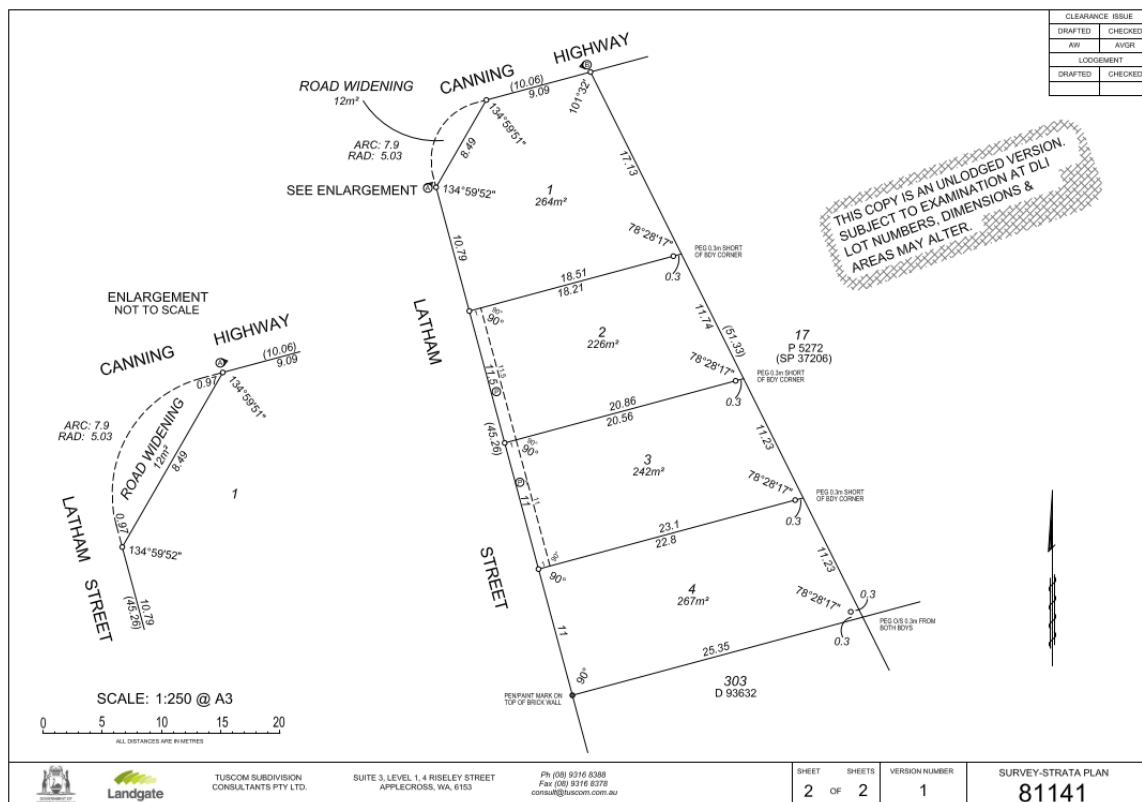 CLEARANCE ISSUE
DRAFTED CHECKED
AW AVGR
LODGEMENT
DRAFTED CHECKED
CANNING HIGHWAY
(10.06)
9.09
E
101°32'
ROAD WIDENING
12m²
134°59'51"
ARC: 7.9
RAD: 5.03
8.49
SEE ENLARGEMENT
A
134°59'52"
1
264m²
17.13
THIS COPY IS AN UNLODGED VERSION.
SUBJECT TO EXAMINATION AT DLI
LOT NUMBERS, DIMENSIONS &
AREAS MAY ALTER.
10.79
78°28'17"
PEG 0.3m SHORT
OF BDY CORNER
0.3
18.51
18.21
90°
90°
LATHAM STREET
2
226m²
11.74
(51.33)
17
P 5272
(SP 37206)
11.5
11.5
78°28'17"
PEG 0.3m SHORT
OF BDY CORNER
0.3
20.86
20.56
(45.26)
90°
90°
3
242m²
11.23
11
11
78°28'17"
PEG 0.3m SHORT
OF BDY CORNER
0.3
23.1
22.8
90°
90°
4
267m²
11.23
78°28'17"
0.3
PEG O/S 0.3m FROM
BOTH BDYS
0.3
11
25.35
90°
PEN/PAINT MARK ON
TOP OF BRICK WALL
303
D 93632
ENLARGEMENT
NOT TO SCALE
CANNING HIGHWAY
(10.06)
9.09
A
0.97
134°59'51"
ARC: 7.9
RAD: 5.03
ROAD WIDENING
12m²
8.49
1
0.97
134°59'52"
LATHAM STREET
10.79
(45.26)
SCALE: 1:250 @ A3
0 5 10 15 20
ALL DISTANCES ARE IN METRES
Landgate
TUSCOM SUBDIVISION
CONSULTANTS PTY LTD.
SUITE 3, LEVEL 1, 4 RISELEY STREET
APPLECROSS, WA, 6153
Ph (08) 9316 8388
Fax (08) 9316 8378
consult@tuscom.com.au
SHEET SHEETS
2 OF 2
VERSION NUMBER
1
SURVEY-STRATA PLAN
81141